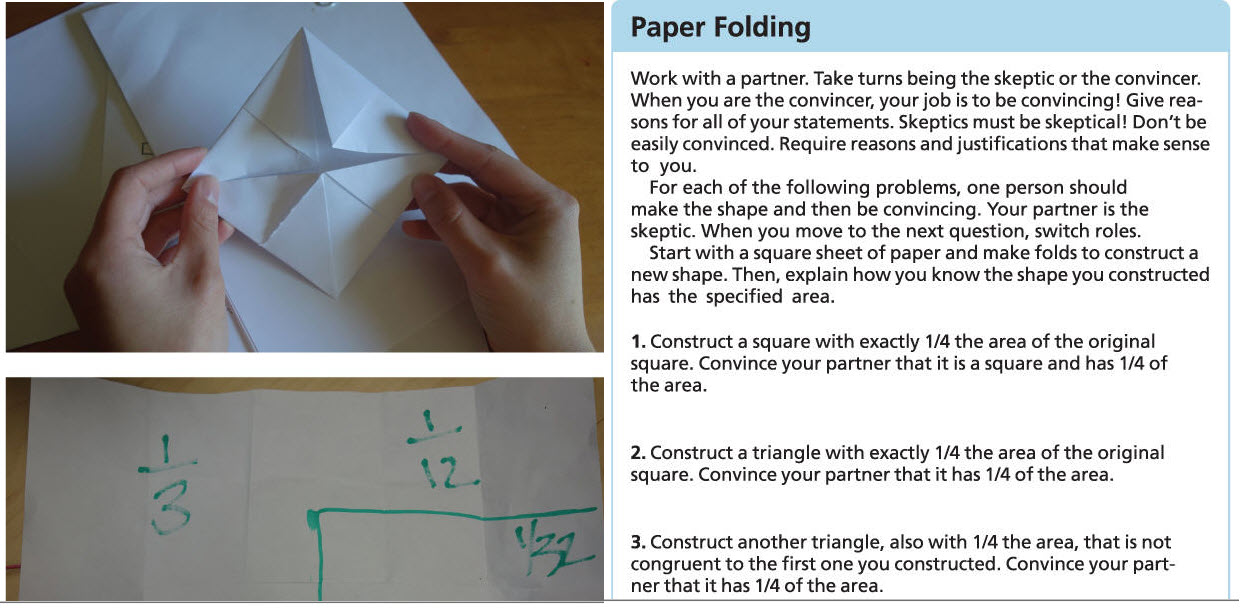 Paper Folding
Work with a partner. Take turns being the skeptic or the convincer.
When you are the convincer, your job is to be convincing! Give rea-
sons for all of your statements. Skeptics must be skeptical! Don’t be
easily convinced. Require reasons and justifications that make sense
to you.
For each of the following problems, one person should
make the shape and then be convincing. Your partner is the
skeptic. When you move to the next question, switch roles.
Start with a square sheet of paper and make folds to construct a
new shape. Then, explain how you know the shape you constructed
has the specified area.
1. Construct a square with exactly 1/4 the area of the original
square. Convince your partner that it is a square and has 1/4 of
the area.
2. Construct a triangle with exactly 1/4 the area of the original
square. Convince your partner that it has 1/4 of the area.
3. Construct another triangle, also with 1/4 the area, that is not
congruent to the first one you constructed. Convince your part-
ner that it has 1/4 of the area.
1/3
1/12
1/32